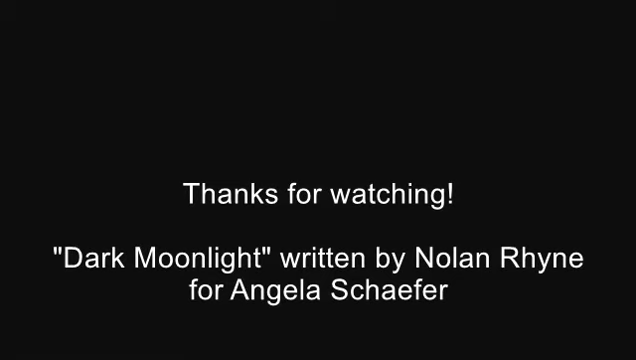 Thanks for watching!
"Dark Moonlight" written by Nolan Rhyne
for Angela Schaefer